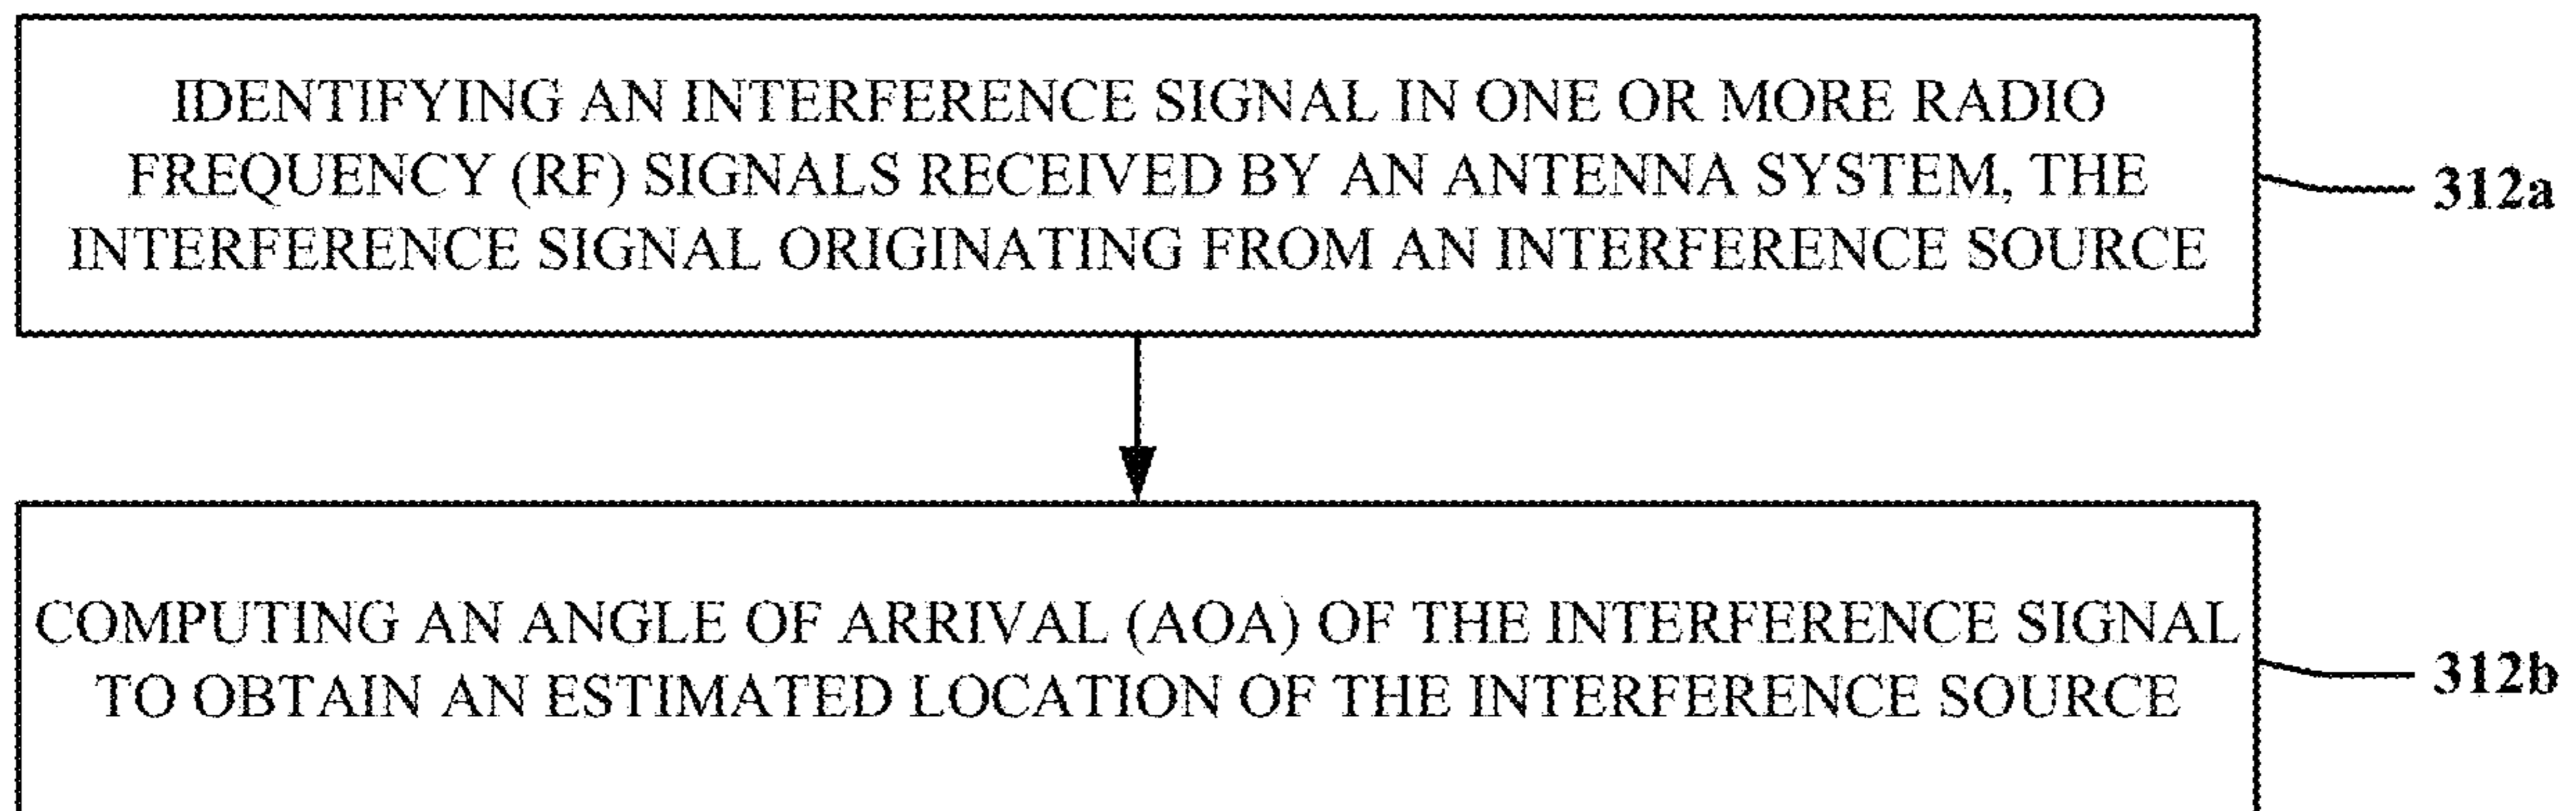 IDENTIFYING AN INTERFERENCE SIGNAL IN ONE OR MORE RADIO
FREQUENCY (RF) SIGNALS RECEIVED BY AN ANTENNA SYSTEM, THE
INTERFERENCE SIGNAL ORIGINATING FROM AN INTERFERENCE SOURCE
312a
COMPUTING AN ANGLE OF ARRIVAL (AOA) OF THE INTERFERENCE SIGNAL
TO OBTAIN AN ESTIMATED LOCATION OF THE INTERFERENCE SOURCE
312b